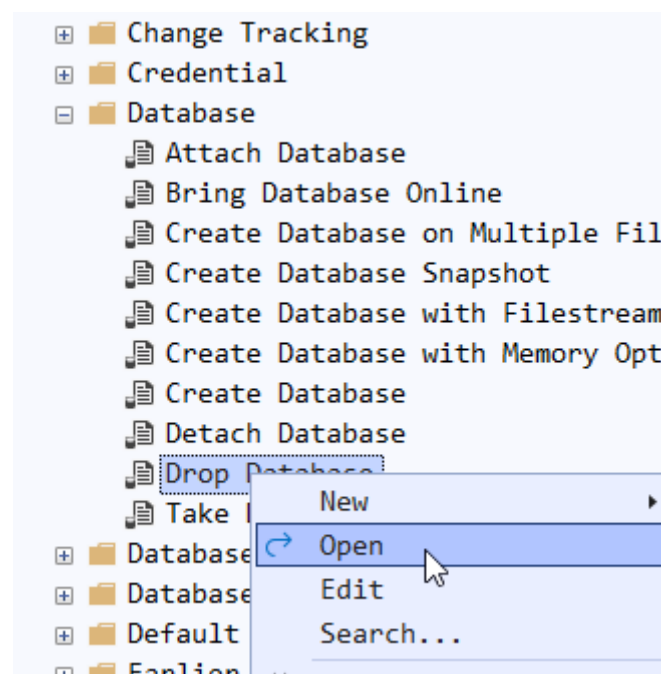 Change Tracking
Credential
Database
Attach Database
Bring Database Online
Create Database on Multiple Fil
Create Database Snapshot
Create Database with Filestream
Create Database with Memory Opt
Create Database
Detach Database
Drop Database
New
Take
Database
Open
Database
Edit
Default
Search...